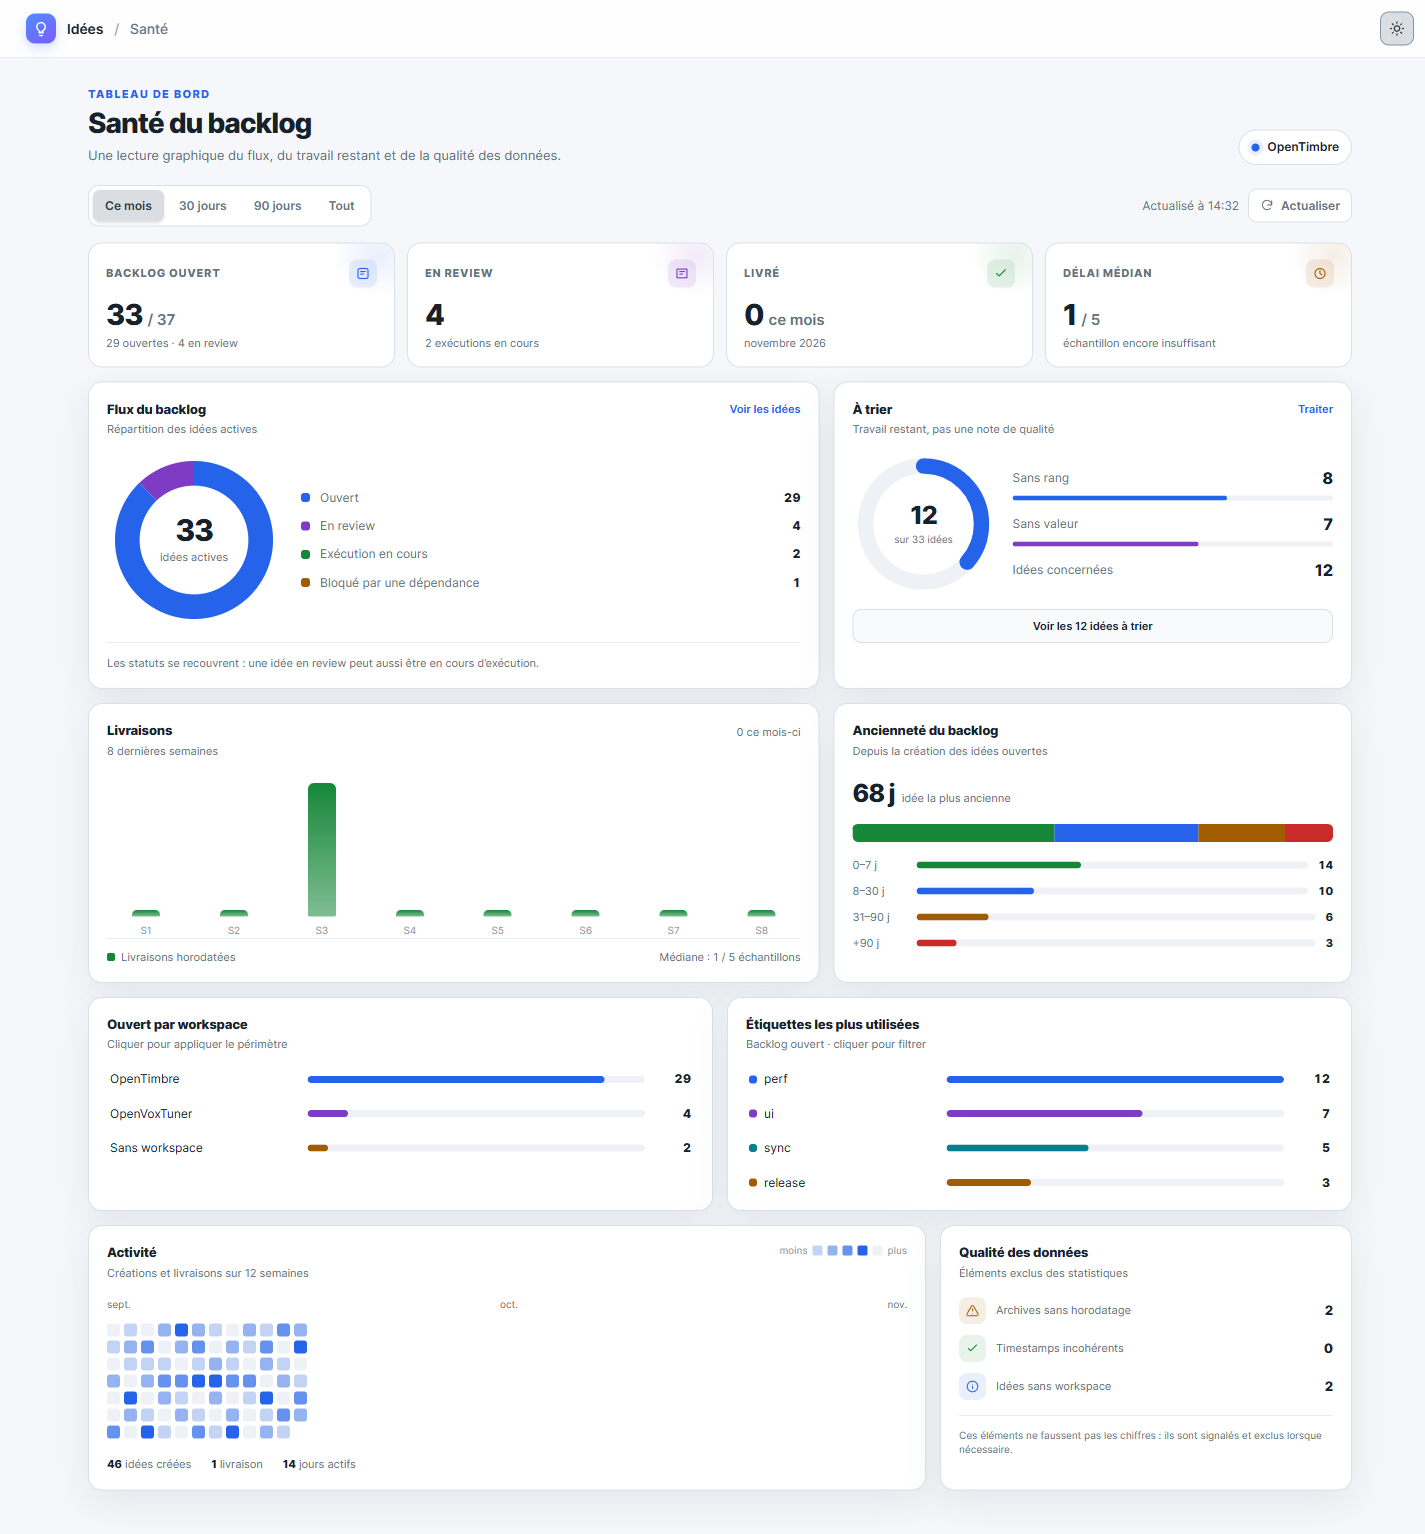 Idées / Santé
TABLEAU DE BORD
Santé du backlog
Une lecture graphique du flux, du travail restant et de la qualité des données.
OpenTimbre
Ce mois 30 jours 90 jours Tout
Actualisé à 14:32 Actualiser
BACKLOG OUVERT
33 / 37
29 ouvertes · 4 en review
EN REVIEW
4
2 exécutions en cours
LIVRÉ
0 ce mois
novembre 2026
DÉLAI MÉDIAN
1 / 5
échantillon encore insuffisant
Flux du backlog
Voir les idées
Répartition des idées actives
33
idées actives
Ouvert 29
En review 4
Exécution en cours 2
Bloqué par une dépendance 1
Les statuts se recouvrent : une idée en review peut aussi être en cours d'exécution.
À trier
Traiter
Travail restant, pas une note de qualité
12
sur 33 idées
Sans rang 8
Sans valeur 7
Idées concernées 12
Voir les 12 idées à trier
Livraisons
0 ce mois-ci
8 dernières semaines
S1 S2 S3 S4 S5 S6 S7 S8
Livraisons horodatées
Médiane : 1 / 5 échantillons
Ancienneté du backlog
Depuis la création des idées ouvertes
68 j idée la plus ancienne
0–7 j 14
8–30 j 10
31–90 j 6
+90 j 3
Ouvert par workspace
Cliquer pour appliquer le périmètre
OpenTimbre 29
OpenVoxTuner 4
Sans workspace 2
Étiquettes les plus utilisées
Backlog ouvert · cliquer pour filtrer
perf 12
ui 7
sync 5
release 3
Activité
moins plus
Créations et livraisons sur 12 semaines
sept. oct. nov.
46 idées créées 1 livraison 14 jours actifs
Qualité des données
Éléments exclus des statistiques
Archives sans horodatage 2
Timestamps incohérents 0
Idées sans workspace 2
Ces éléments ne faussent pas les chiffres : ils sont signalés et exclus lorsque
nécessaire.